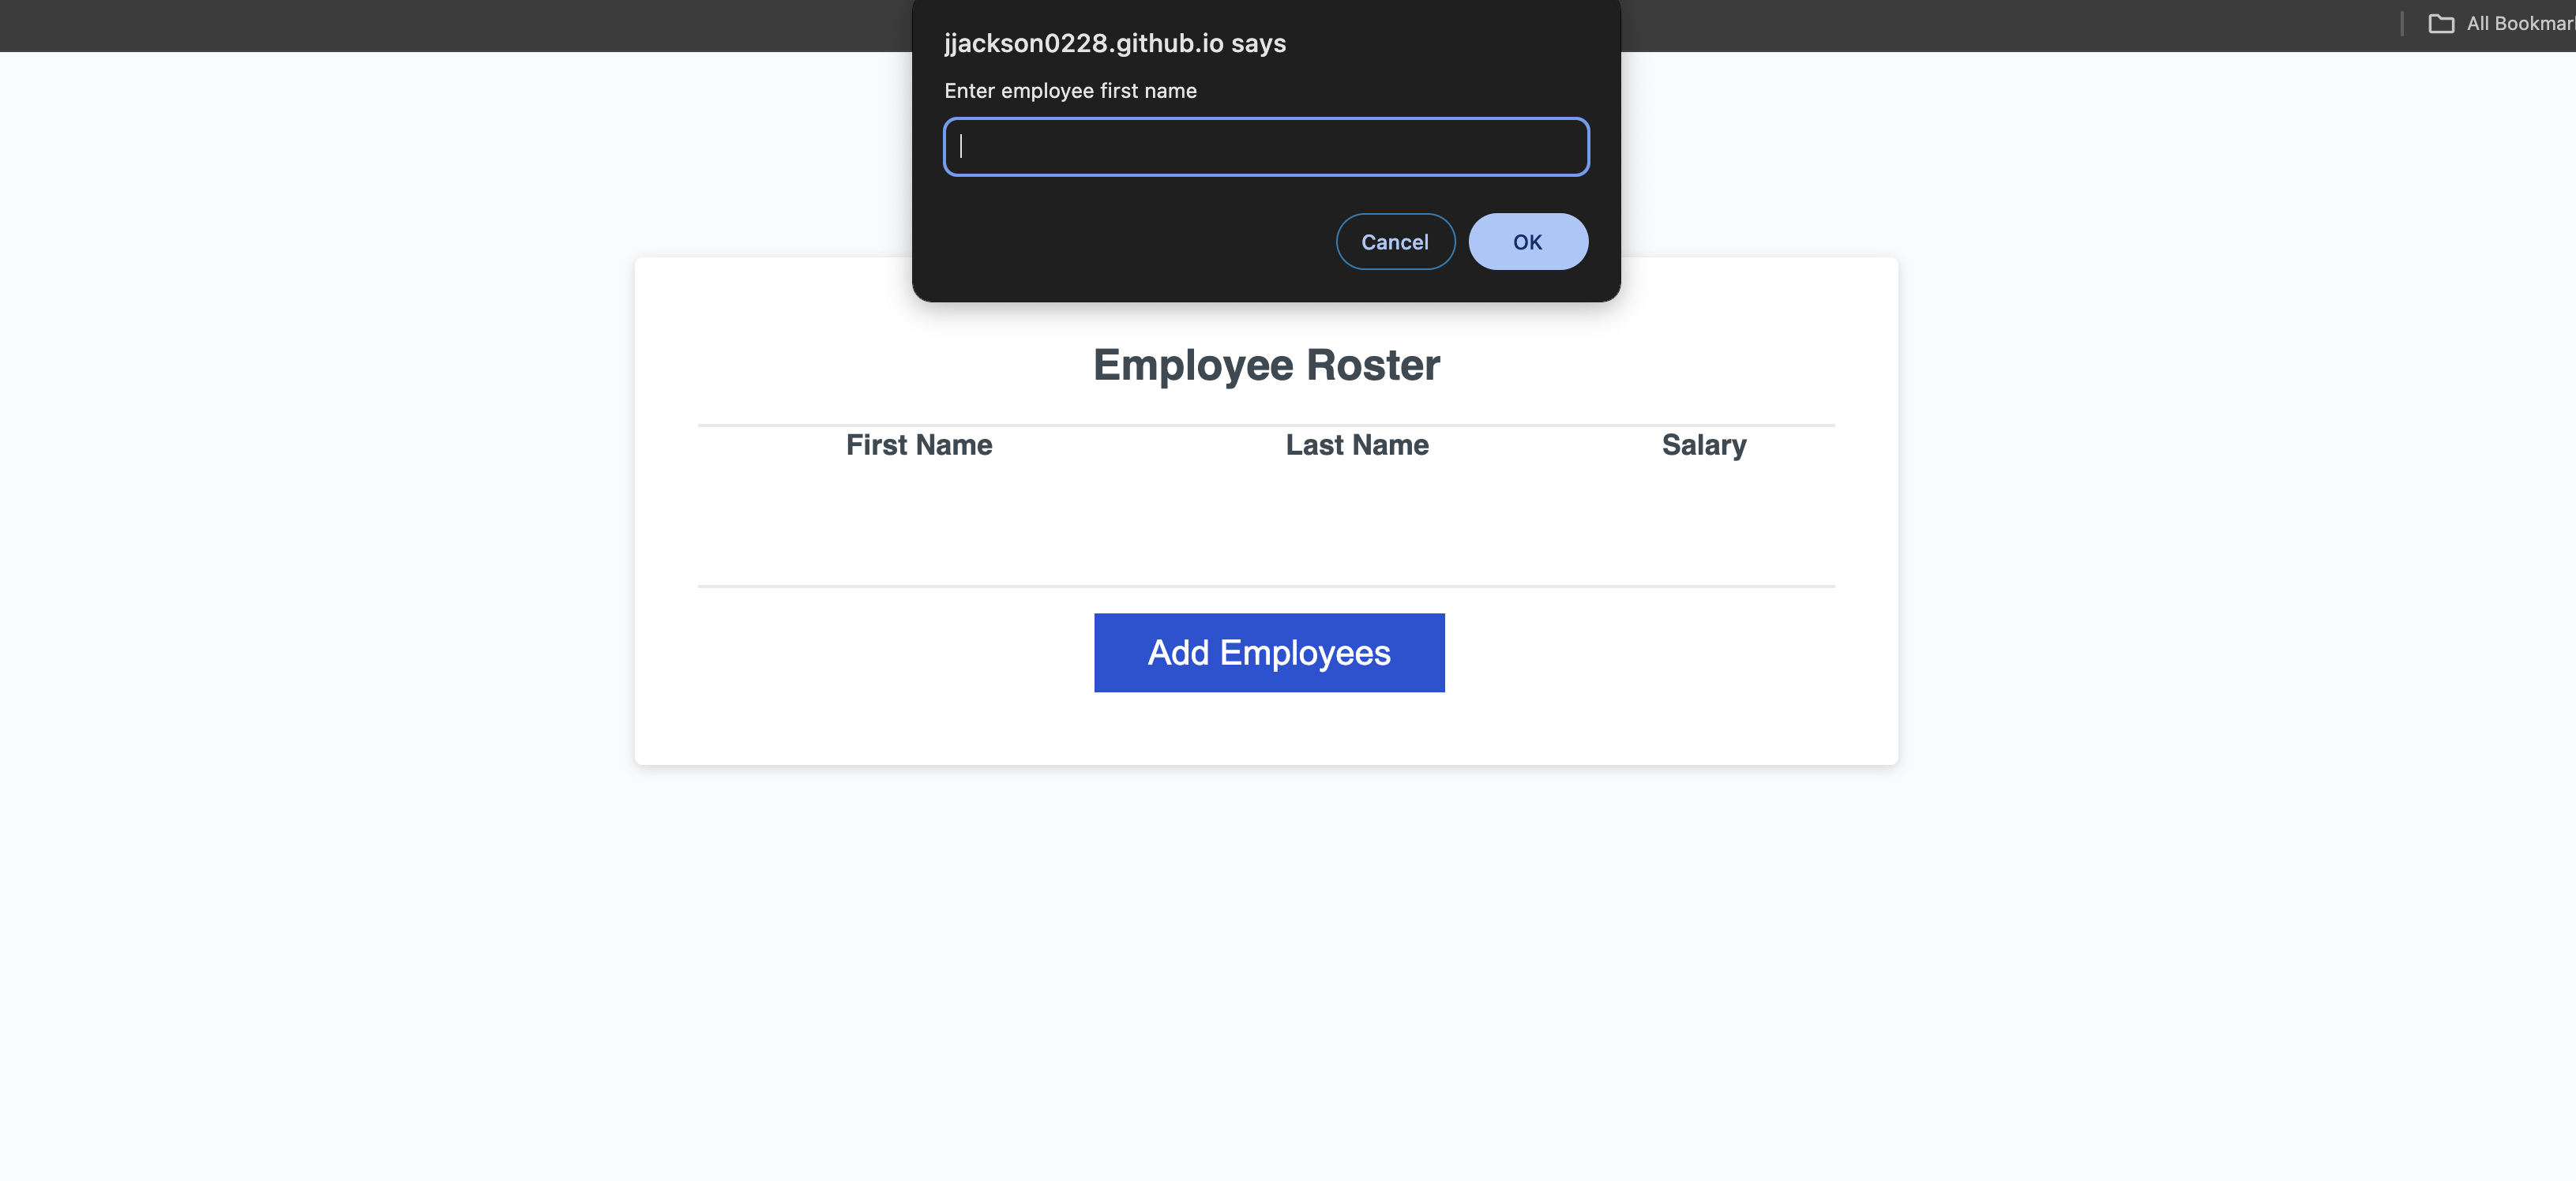 All Bookmar
jjackson0228.github.io says
Enter employee first name
Cancel OK
Employee Roster
First Name Last Name Salary
Add Employees